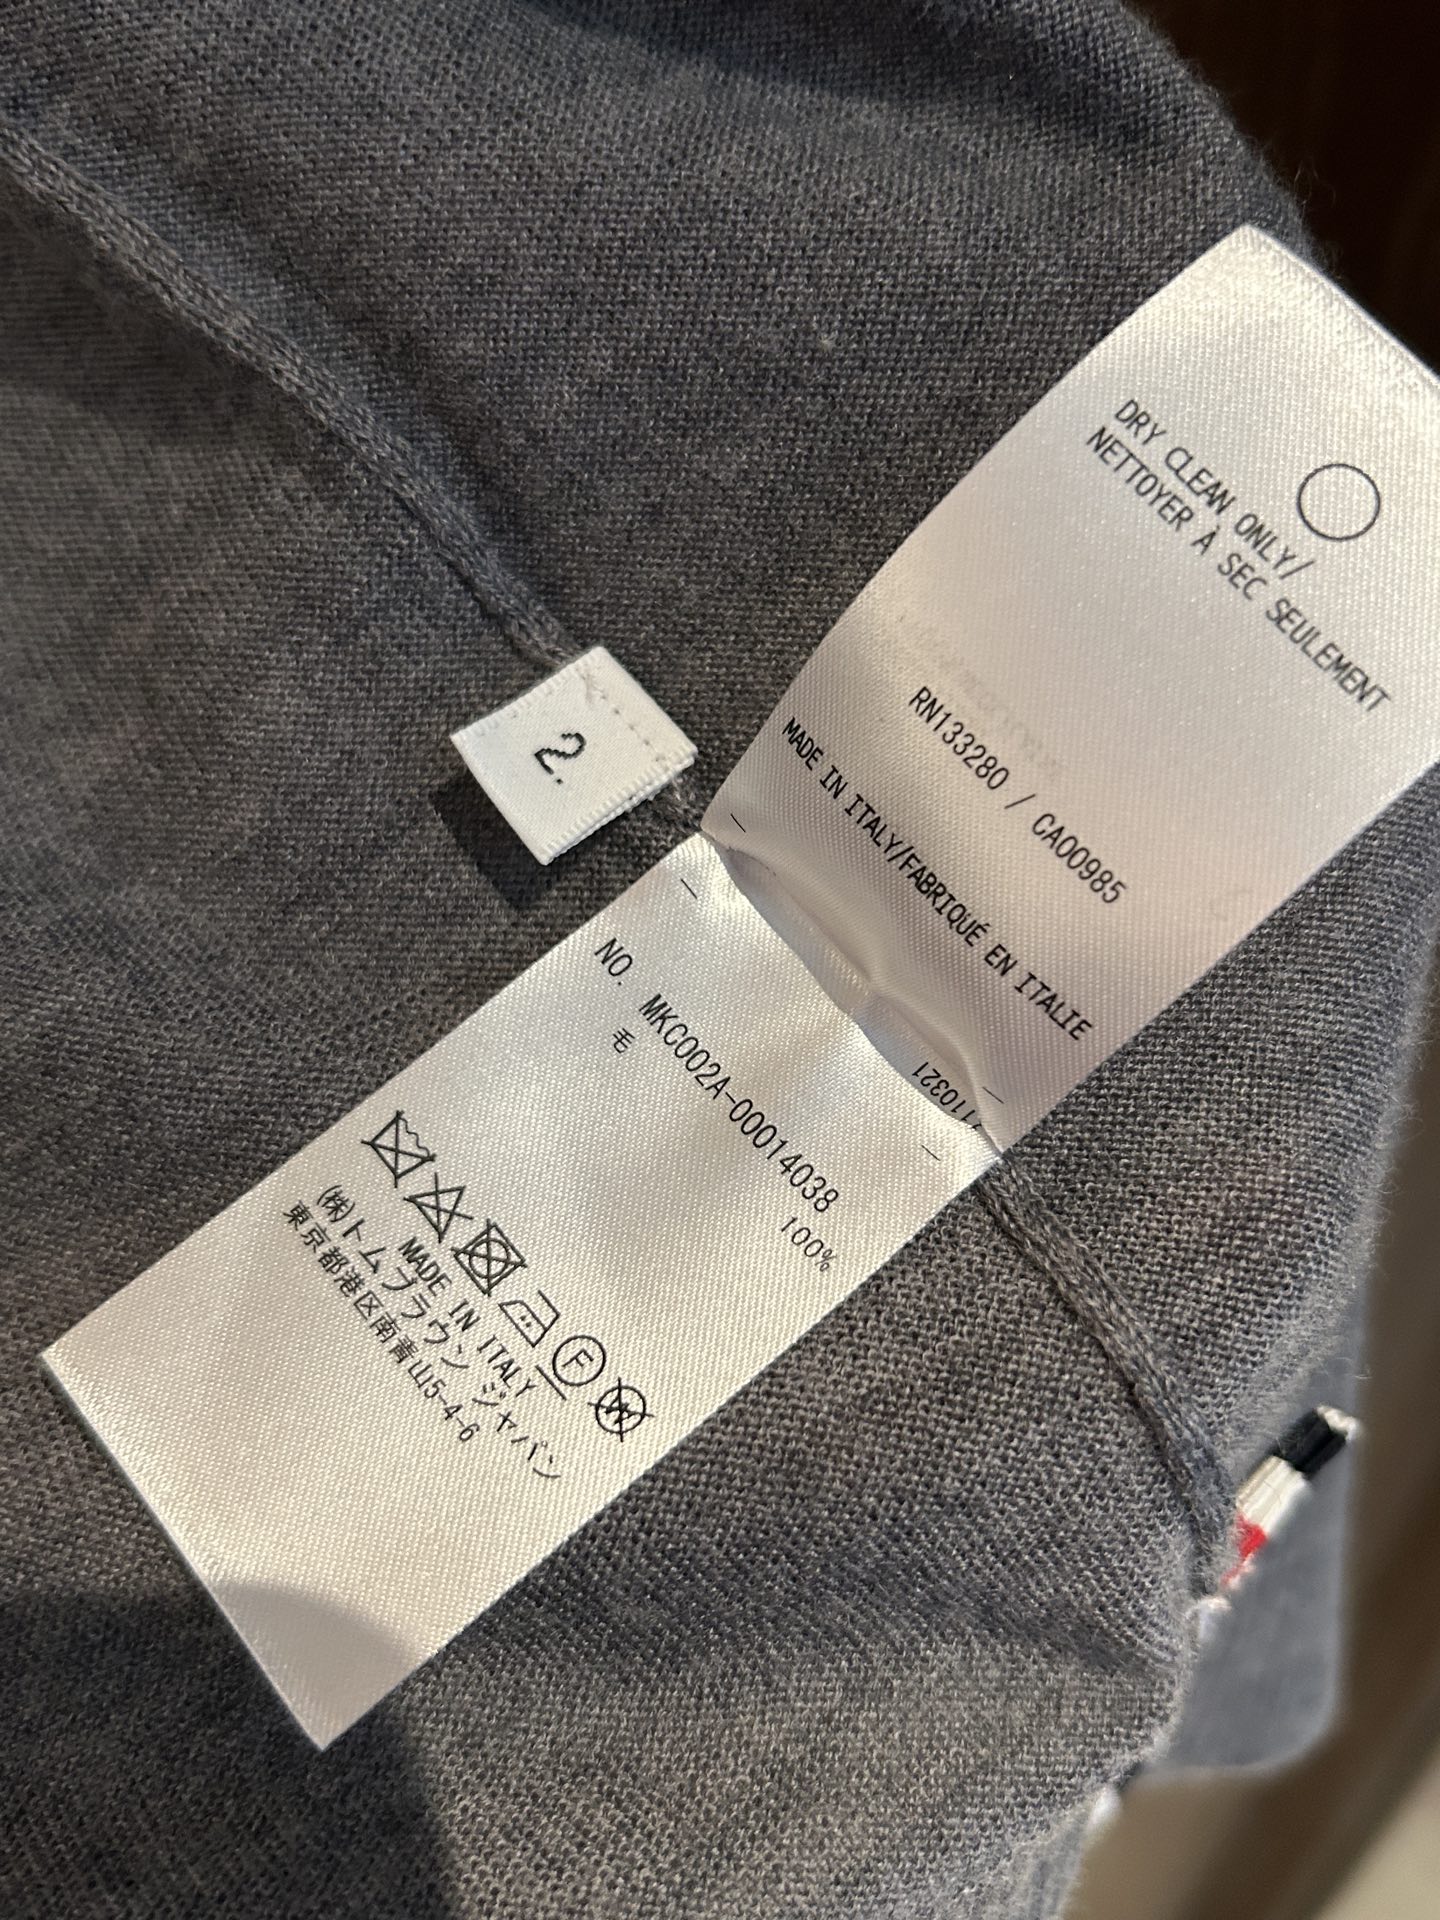 DRY CLEAN ONLY/
NETTOYER À SEC SEULEMENT
RN133280 / CA00985
MADE IN ITALY/FABRIQUÉ EN ITALIE
2.
110321
NO. MKC002A-00014038
毛 100%
F
W
MADE IN ITALY
(株)トムブラウン ジャパン
東京都港区南青山5-4-6